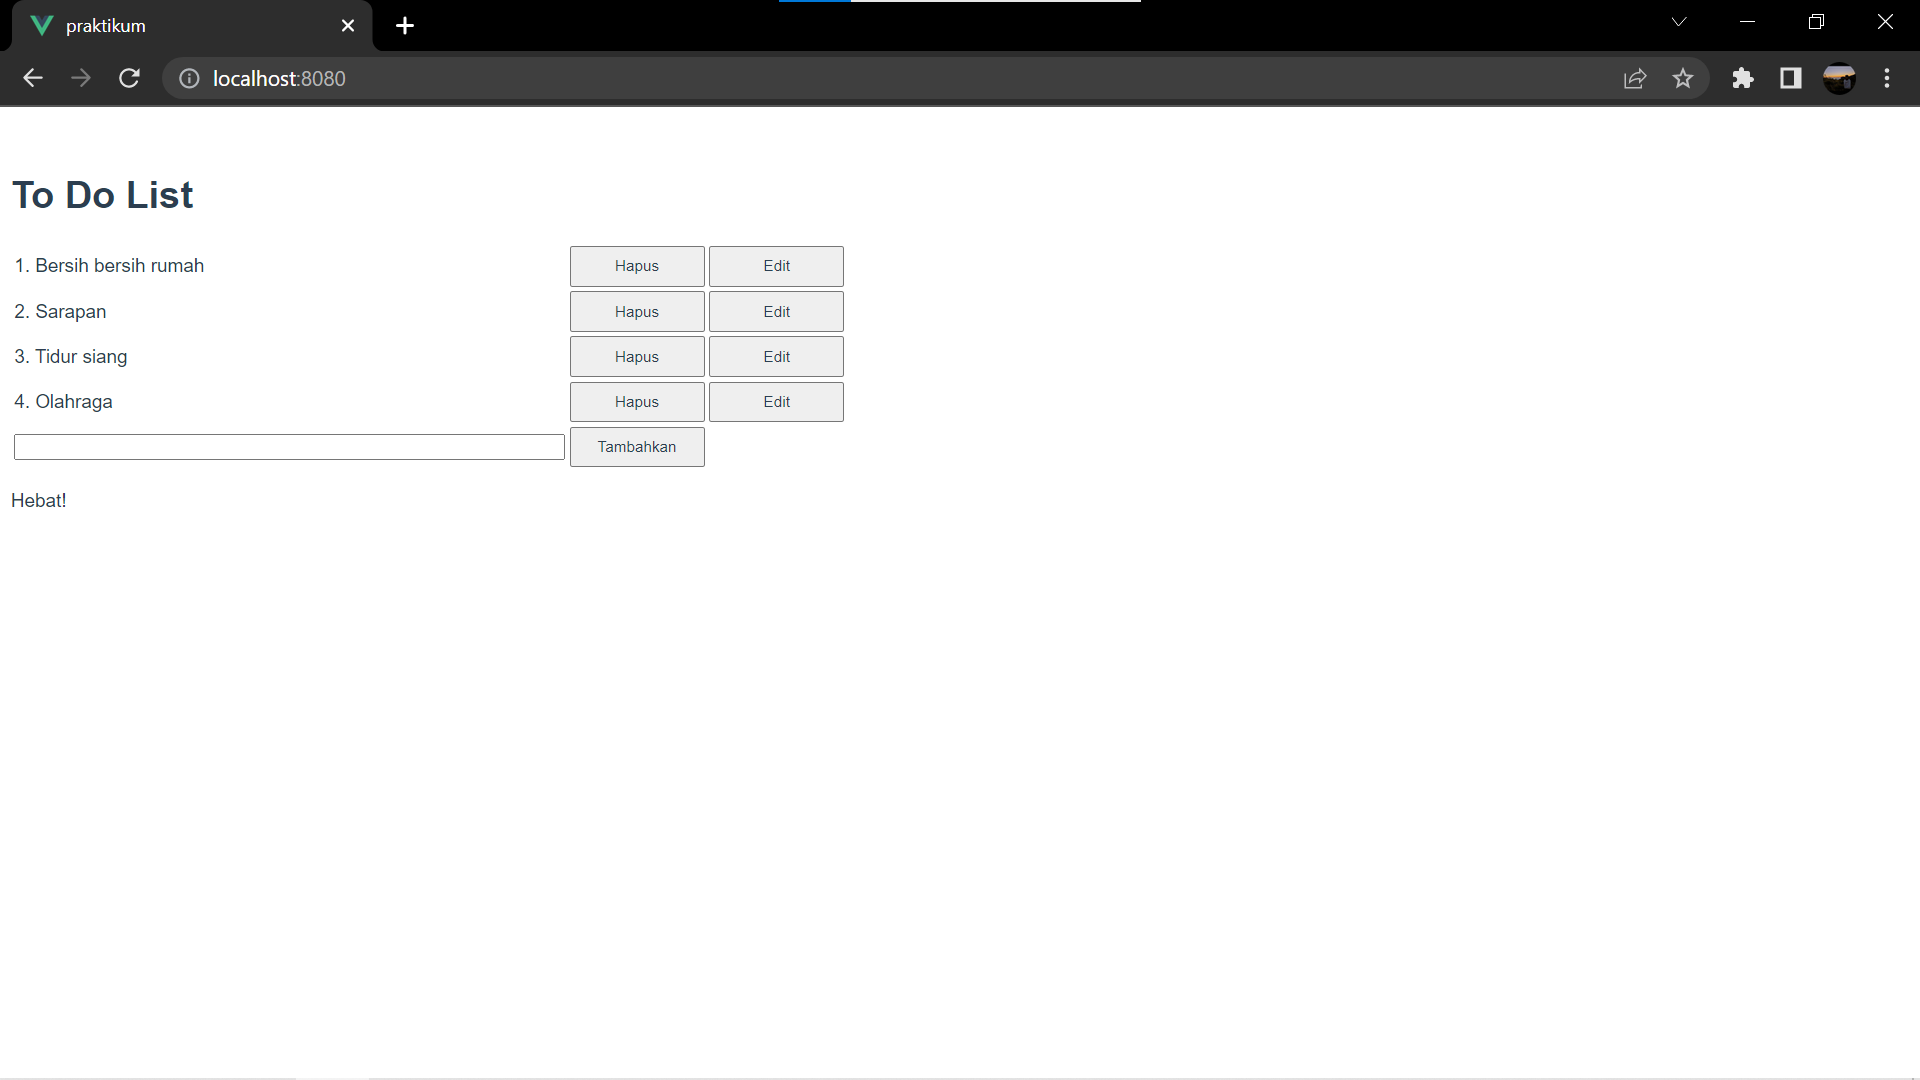 praktikum
localhost:8080
To Do List
1. Bersih bersih rumah Hapus Edit
2. Sarapan Hapus Edit
3. Tidur siang Hapus Edit
4. Olahraga Hapus Edit
Tambahkan
Hebat!